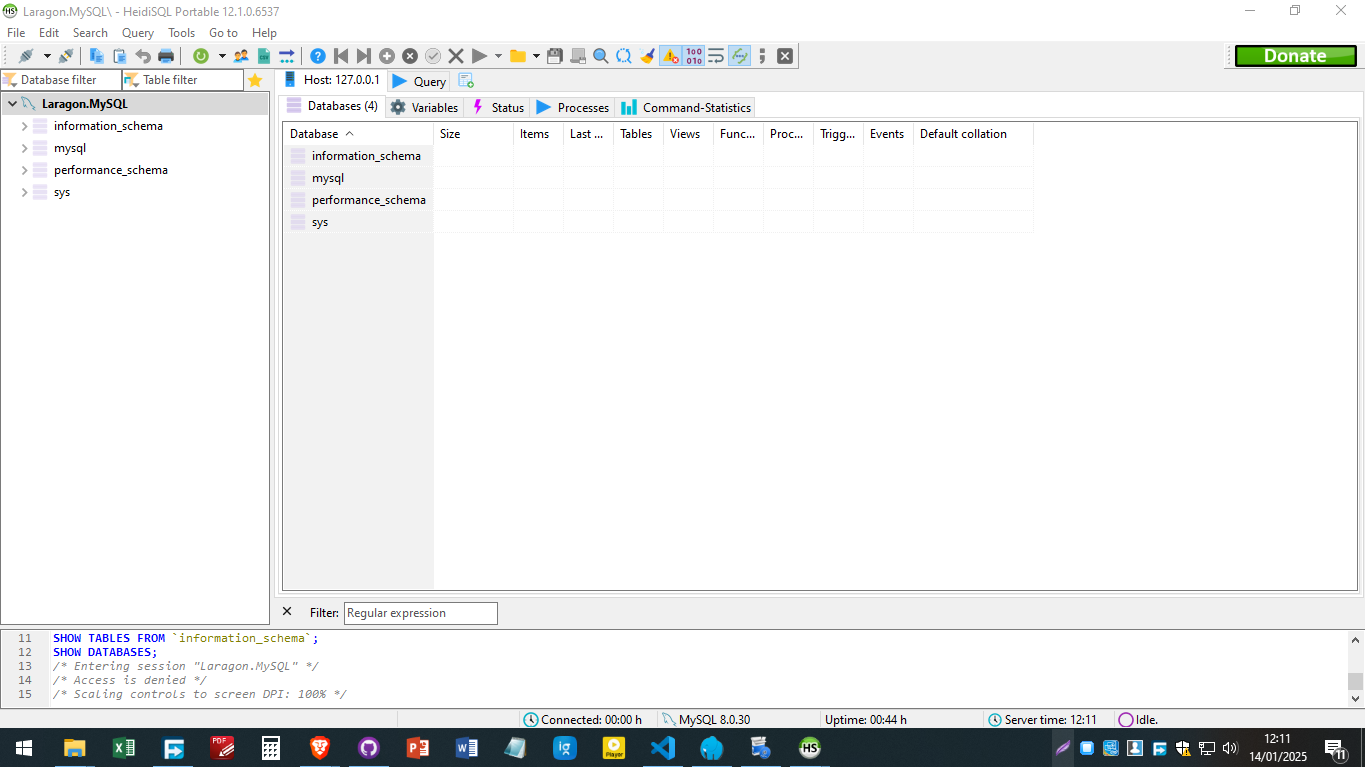 Laragon.MySQL\ - HeidiSQL Portable 12.1.0.6537
File Edit Search Query Tools Go to Help
Donate
Database filter Table filter
Host: 127.0.0.1 Query
Laragon.MySQL
information_schema
mysql
performance_schema
sys
Databases (4) Variables Status Processes Command-Statistics
Database Size Items Last ... Tables Views Func... Proc... Trigg... Events Default collation
information_schema
mysql
performance_schema
sys
Filter: Regular expression
11 SHOW TABLES FROM `information_schema`;
12 SHOW DATABASES;
13 /* Entering session "Laragon.MySQL" */
14 /* Access is denied */
15 /* Scaling controls to screen DPI: 100% */
Connected: 00:00 h MySQL 8.0.30 Uptime: 00:44 h Server time: 12:11 Idle.
PDF
ig
Player
HS
12:11
14/01/2025
11